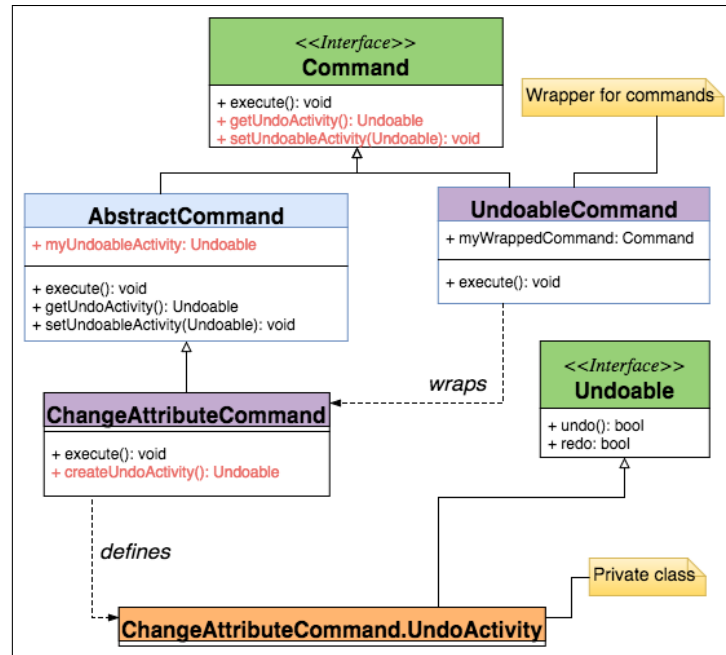 <<Interface>>
Command
+ execute(): void
+ getUndoActivity(): Undoable
+ setUndoableActivity(Undoable): void
Wrapper for commands
AbstractCommand
+ myUndoableActivity: Undoable
+ execute(): void
+ getUndoActivity(): Undoable
+ setUndoableActivity(Undoable): void
UndoableCommand
+ myWrappedCommand: Command
+ execute(): void
wraps
<<Interface>>
Undoable
+ undo(): bool
+ redo: bool
ChangeAttributeCommand
+ execute(): void
+ createUndoActivity(): Undoable
defines
Private class
ChangeAttributeCommand.UndoActivity